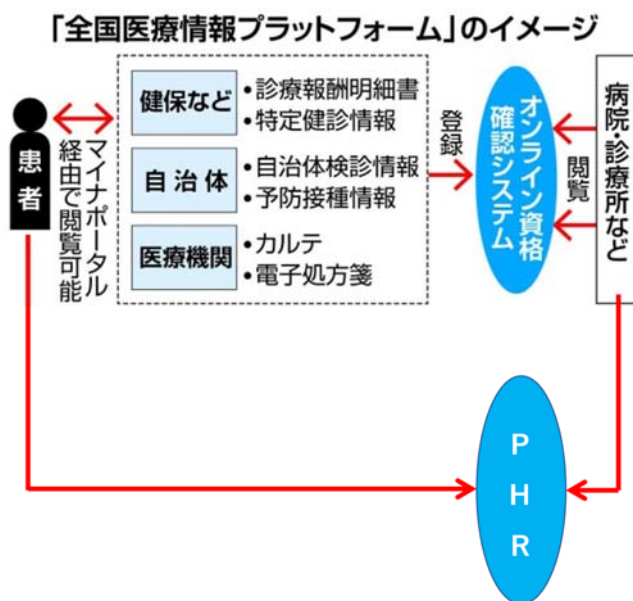 「全国医療情報プラットフォーム」のイメージ
患者
マイナポータル
経由で閲覧可能
健保など
•診療報酬明細書
•特定健診情報
自治体
•自治体検診情報
•予防接種情報
医療機関
•カルテ
•電子処方箋
登録
オンライン資格
確認システム
閲覧
病院・診療所など
P
H
R